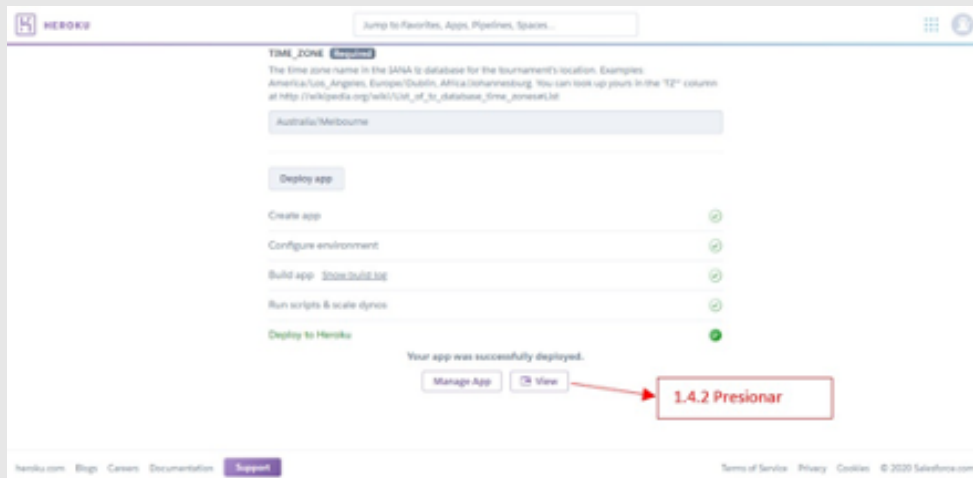 HEROKU
Jump to Favorites, Apps, Pipelines, Spaces...
TIME_ZONE Required
The time zone name in the IANA tz database for the tournament's location. Examples:
America/Los_Angeles, Europe/Dublin, Africa/Johannesburg. You can look up yours in the "TZ*" column
at http://wikipedia.org/wiki/List_of_tz_database_time_zones#List
Australia/Melbourne
Deploy app
Create app
Configure environment
Build app Show build log
Run scripts & scale dynos
Deploy to Heroku
Your app was successfully deployed.
Manage App View
1.4.2 Presionar
heroku.com Blogs Careers Documentation Support Terms of Service Privacy Cookies © 2020 Salesforce.com